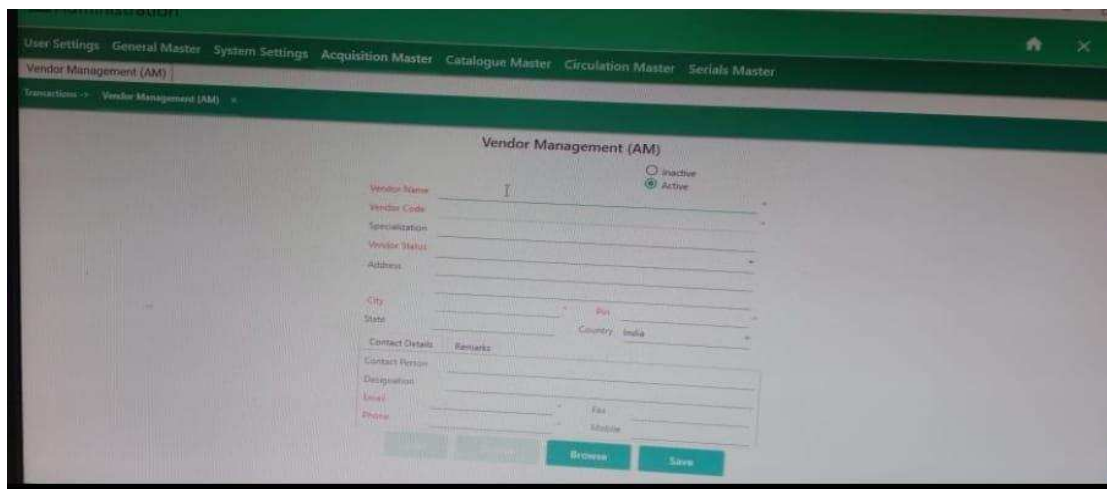 Administration
User Settings General Master System Settings Acquisition Master Catalogue Master Circulation Master Serials Master
Vendor Management (AM)
Transactions -> Vendor Management (AM) ×
Vendor Management (AM)
Inactive
Active
Vendor Name
Vendor Code
Specialization
Vendor Status
Address
City Pin
State Country India
Contact Details Remarks
Contact Person
Designation
Email Fax
Phone Mobile
Browse Save